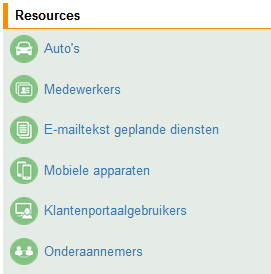 Resources
Auto's
Medewerkers
E-mailtekst geplande diensten
Mobiele apparaten
Klantenportaalgebruikers
Onderaannemers